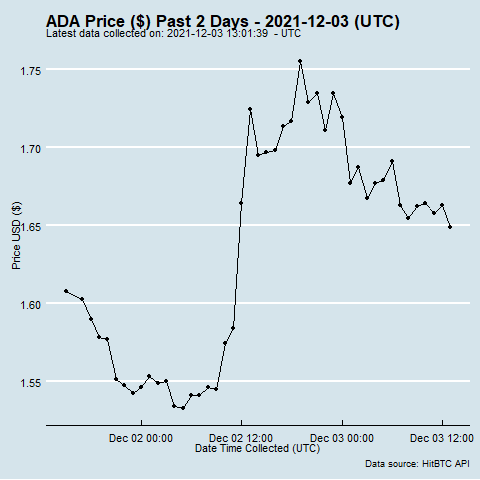 ADA Price ($) Past 2 Days - 2021-12-03 (UTC)
Latest data collected on: 2021-12-03 13:01:39 - UTC
1.75
1.70
1.65
1.60
1.55
Price USD ($)
Dec 02 00:00
Dec 02 12:00
Dec 03 00:00
Dec 03 12:00
Date Time Collected (UTC)
Data source: HitBTC API